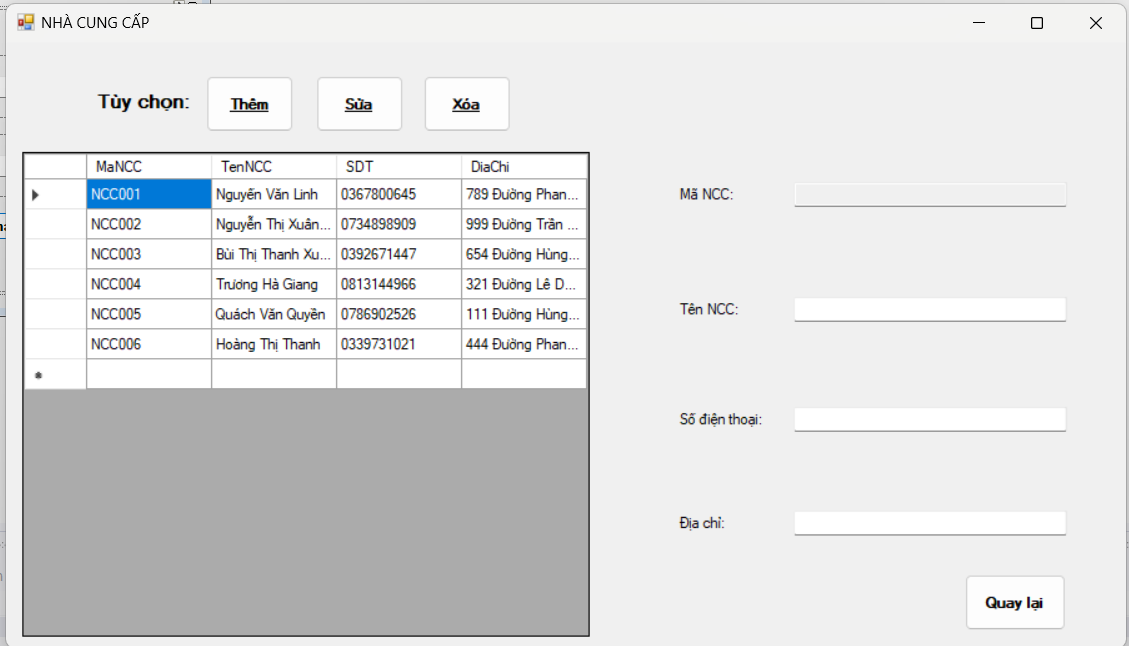 NHÀ CUNG CẤP
Tùy chọn: Thêm Sửa Xóa
MaNCC TenNCC SDT DiaChi
NCC001 Nguyễn Văn Linh 0367800645 789 Đường Phan...
NCC002 Nguyễn Thị Xuân... 0734898909 999 Đường Trần ...
NCC003 Bùi Thị Thanh Xu... 0392671447 654 Đường Hùng...
NCC004 Trương Hà Giang 0813144966 321 Đường Lê D...
NCC005 Quách Văn Quyền 0786902526 111 Đường Hùng...
NCC006 Hoàng Thị Thanh 0339731021 444 Đường Phan...
Mã NCC:
Tên NCC:
Số điện thoại:
Địa chỉ:
Quay lại